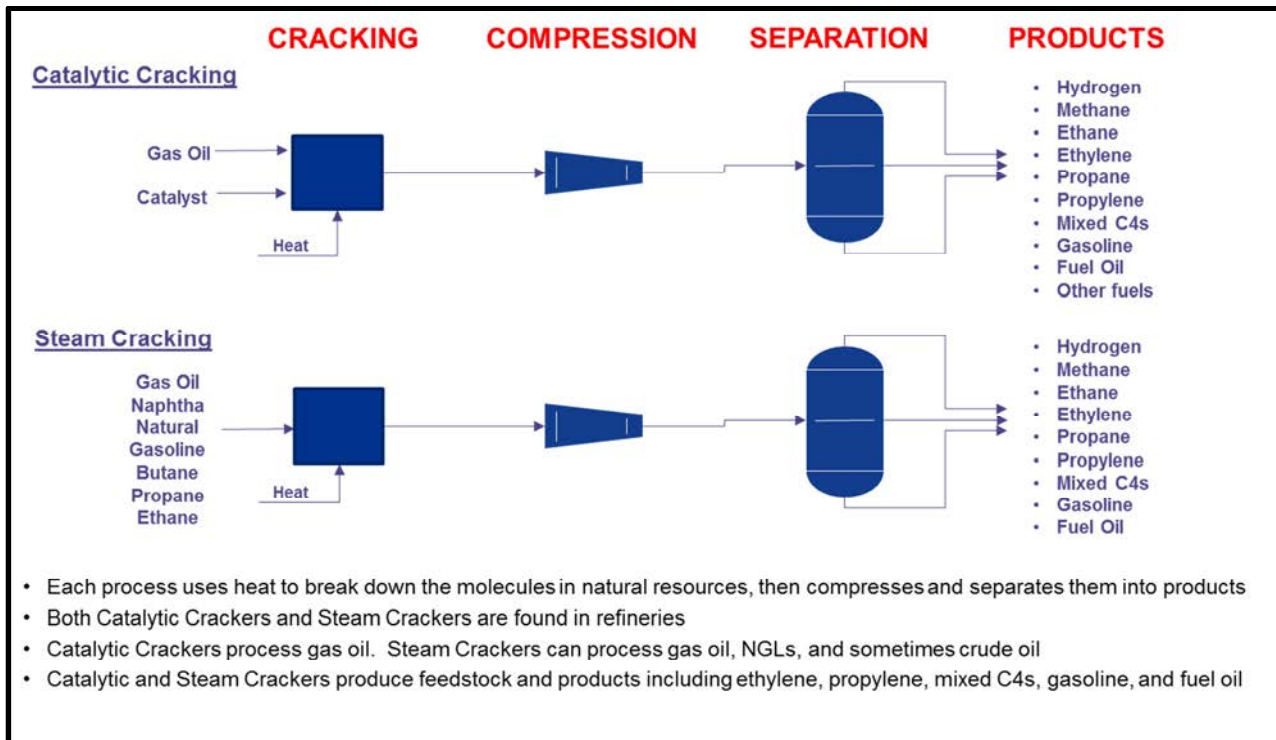 CRACKING COMPRESSION SEPARATION PRODUCTS
Catalytic Cracking
Gas Oil
Catalyst
Heat
• Hydrogen
• Methane
• Ethane
• Ethylene
• Propane
• Propylene
• Mixed C4s
• Gasoline
• Fuel Oil
• Other fuels
Steam Cracking
Gas Oil
Naphtha
Natural
Gasoline
Butane
Propane
Ethane
Heat
• Hydrogen
• Methane
• Ethane
• Ethylene
• Propane
• Propylene
• Mixed C4s
• Gasoline
• Fuel Oil
• Each process uses heat to break down the molecules in natural resources, then compresses and separates them into products
• Both Catalytic Crackers and Steam Crackers are found in refineries
• Catalytic Crackers process gas oil. Steam Crackers can process gas oil, NGLs, and sometimes crude oil
• Catalytic and Steam Crackers produce feedstock and products including ethylene, propylene, mixed C4s, gasoline, and fuel oil